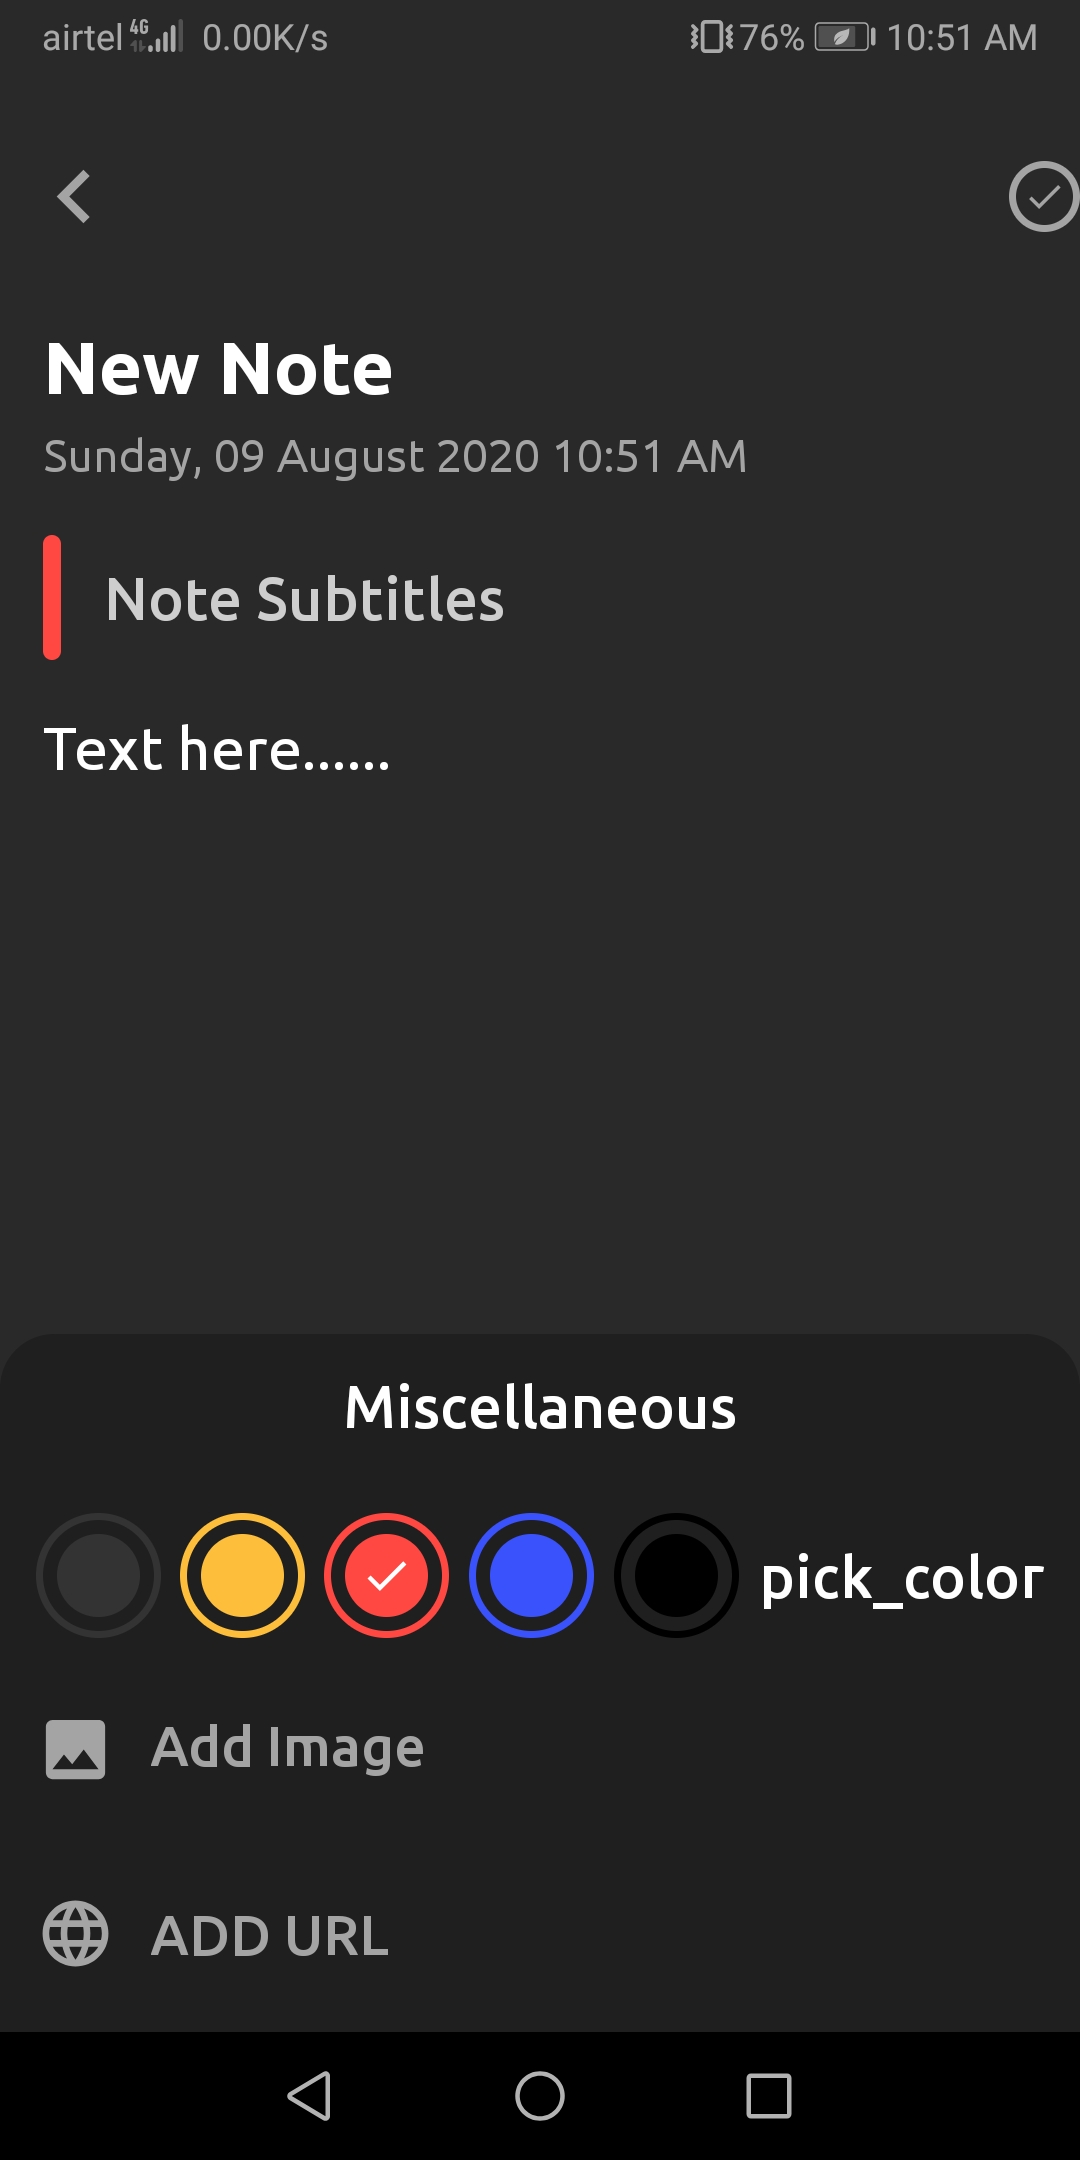 airtel 4G 0.00K/s 76% 10:51 AM
New Note
Sunday, 09 August 2020 10:51 AM
Note Subtitles
Text here......
Miscellaneous
pick_color
Add Image
ADD URL